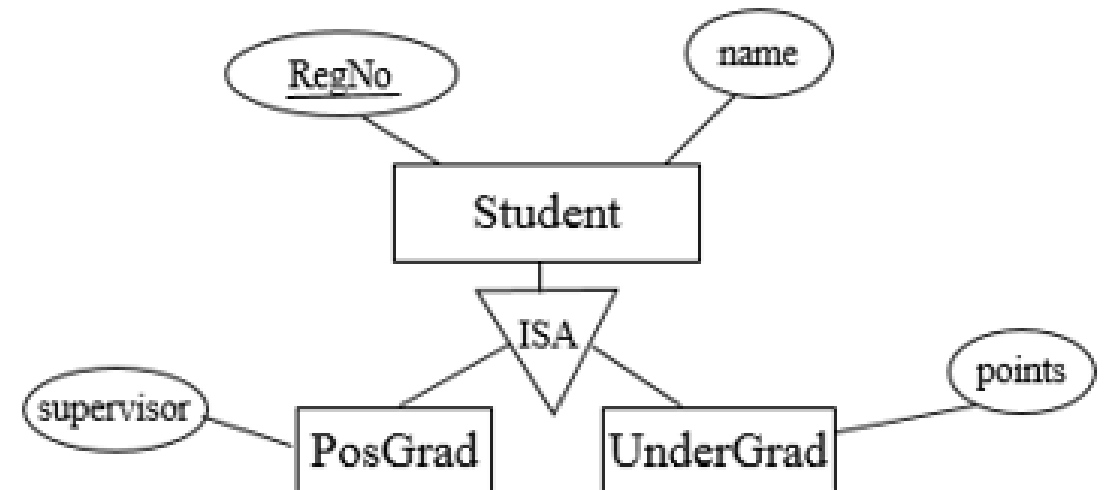 RegNo
name
Student
ISA
supervisor
points
PosGrad
UnderGrad